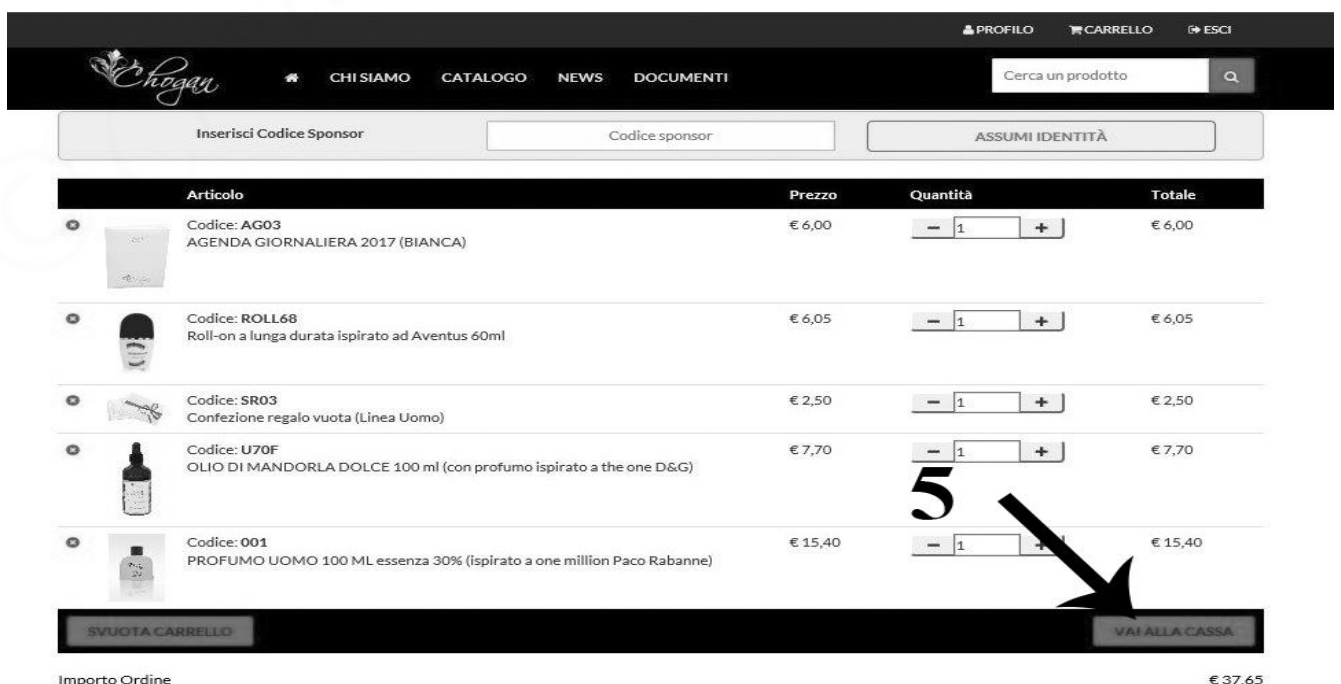 PROFILO CARRELLO ESCI
Chogan CHI SIAMO CATALOGO NEWS DOCUMENTI Cerca un prodotto
Inserisci Codice Sponsor Codice sponsor ASSUMI IDENTITÀ
Articolo Prezzo Quantità Totale
Codice: AG03 € 6,00 − 1 + € 6,00
AGENDA GIORNALIERA 2017 (BIANCA)
Codice: ROLL68 € 6,05 − 1 + € 6,05
Roll-on a lunga durata ispirato ad Aventus 60ml
Codice: SR03 € 2,50 − 1 + € 2,50
Confezione regalo vuota (Linea Uomo)
Codice: U70F € 7,70 − 1 + € 7,70
OLIO DI MANDORLA DOLCE 100 ml (con profumo ispirato a the one D&G)
5
Codice: 001 € 15,40 − 1 + € 15,40
PROFUMO UOMO 100 ML essenza 30% (ispirato a one million Paco Rabanne)
SVUOTA CARRELLO VAI ALLA CASSA
Importo Ordine € 37,65